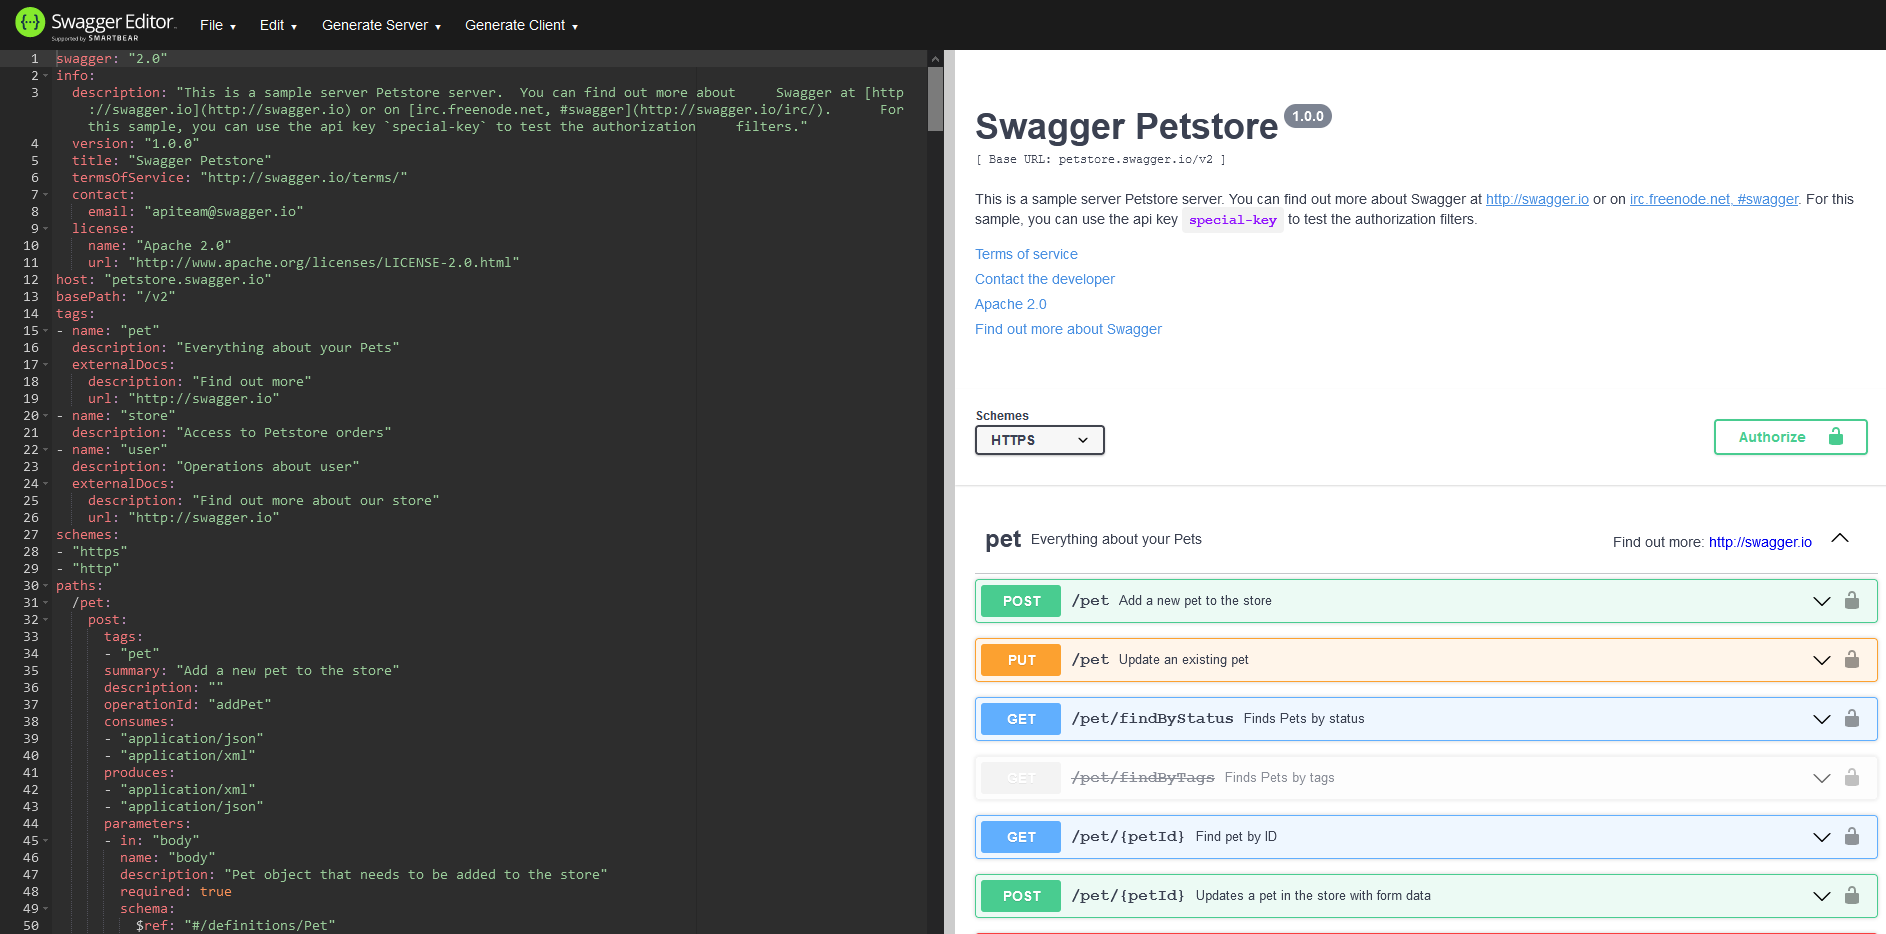 Swagger Editor
Supported by SMARTBEAR
File
Edit
Generate Server
Generate Client
1 swagger: "2.0"
2 info:
3 description: "This is a sample server Petstore server.  You can find out more about     Swagger at [http
://swagger.io](http://swagger.io) or on [irc.freenode.net, #swagger](http://swagger.io/irc/).      For
this sample, you can use the api key `special-key` to test the authorization     filters."
4 version: "1.0.0"
5 title: "Swagger Petstore"
6 termsOfService: "http://swagger.io/terms/"
7 contact:
8 email: "apiteam@swagger.io"
9 license:
10 name: "Apache 2.0"
11 url: "http://www.apache.org/licenses/LICENSE-2.0.html"
12 host: "petstore.swagger.io"
13 basePath: "/v2"
14 tags:
15 - name: "pet"
16 description: "Everything about your Pets"
17 externalDocs:
18 description: "Find out more"
19 url: "http://swagger.io"
20 - name: "store"
21 description: "Access to Petstore orders"
22 - name: "user"
23 description: "Operations about user"
24 externalDocs:
25 description: "Find out more about our store"
26 url: "http://swagger.io"
27 schemes:
28 - "https"
29 - "http"
30 paths:
31 /pet:
32 post:
33 tags:
34 - "pet"
35 summary: "Add a new pet to the store"
36 description: ""
37 operationId: "addPet"
38 consumes:
39 - "application/json"
40 - "application/xml"
41 produces:
42 - "application/xml"
43 - "application/json"
44 parameters:
45 - in: "body"
46 name: "body"
47 description: "Pet object that needs to be added to the store"
48 required: true
49 schema:
50 $ref: "#/definitions/Pet"
Swagger Petstore 1.0.0
[ Base URL: petstore.swagger.io/v2 ]
This is a sample server Petstore server. You can find out more about Swagger at http://swagger.io or on irc.freenode.net, #swagger. For this
sample, you can use the api key special-key to test the authorization filters.
Terms of service
Contact the developer
Apache 2.0
Find out more about Swagger
Schemes
HTTPS
Authorize
pet Everything about your Pets
Find out more: http://swagger.io
POST /pet Add a new pet to the store
PUT /pet Update an existing pet
GET /pet/findByStatus Finds Pets by status
GET /pet/findByTags Finds Pets by tags
GET /pet/{petId} Find pet by ID
POST /pet/{petId} Updates a pet in the store with form data